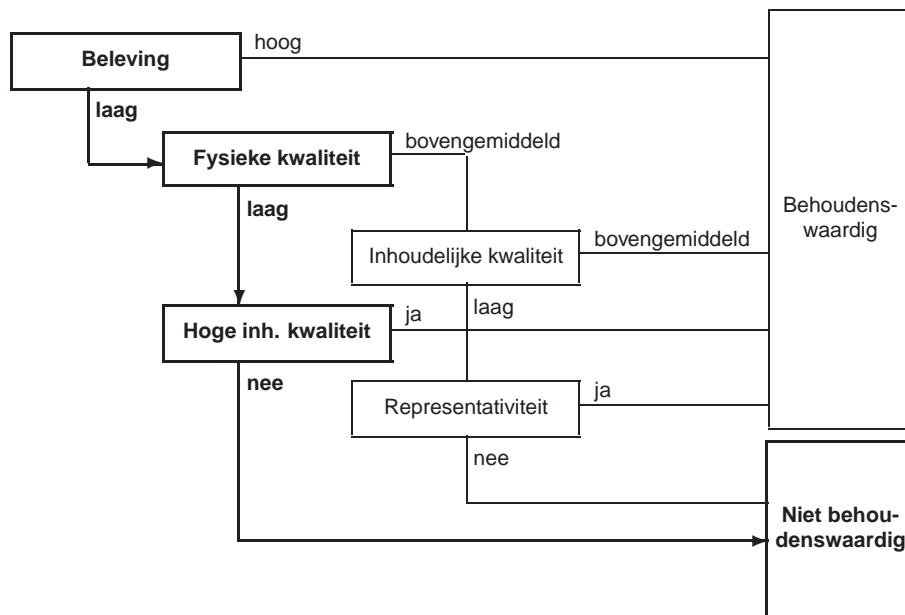 hoog
Beleving
laag
bovengemiddeld
Fysieke kwaliteit
laag
Behoudens-
waardig
bovengemiddeld
Inhoudelijke kwaliteit
laag
ja
Hoge inh. kwaliteit
nee
ja
Representativiteit
nee
Niet behou-
denswaardig